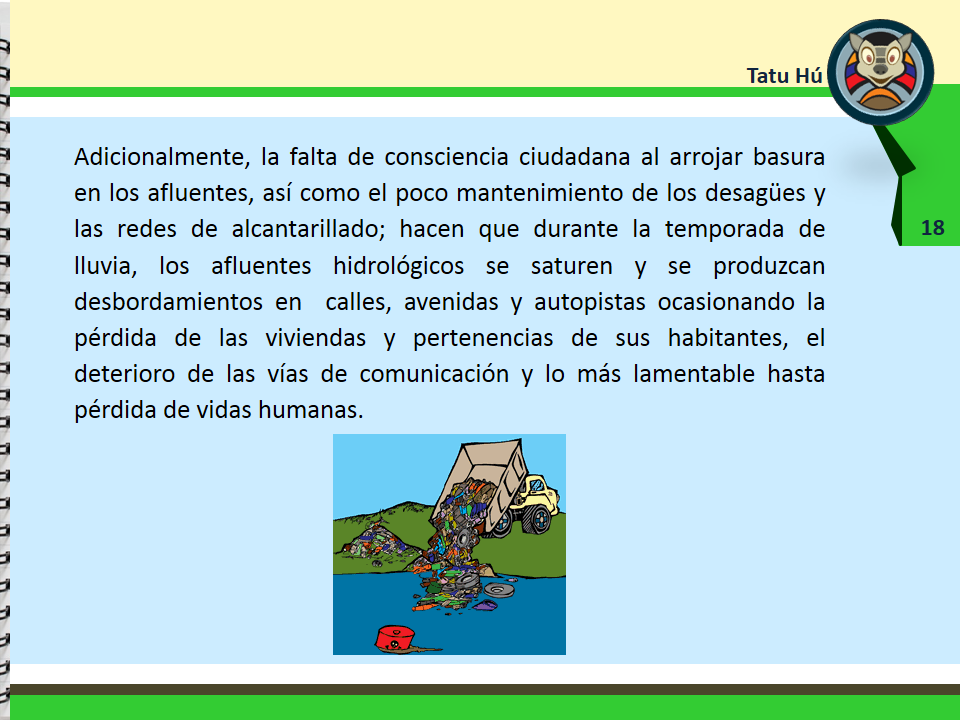 Tatu Hú
18
Adicionalmente, la falta de consciencia ciudadana al arrojar basura
en los afluentes, así como el poco mantenimiento de los desagües y
las redes de alcantarillado; hacen que durante la temporada de
lluvia, los afluentes hidrológicos se saturen y se produzcan
desbordamientos en  calles, avenidas y autopistas ocasionando la
pérdida de las viviendas y pertenencias de sus habitantes, el
deterioro de las vías de comunicación y lo más lamentable hasta
pérdida de vidas humanas.